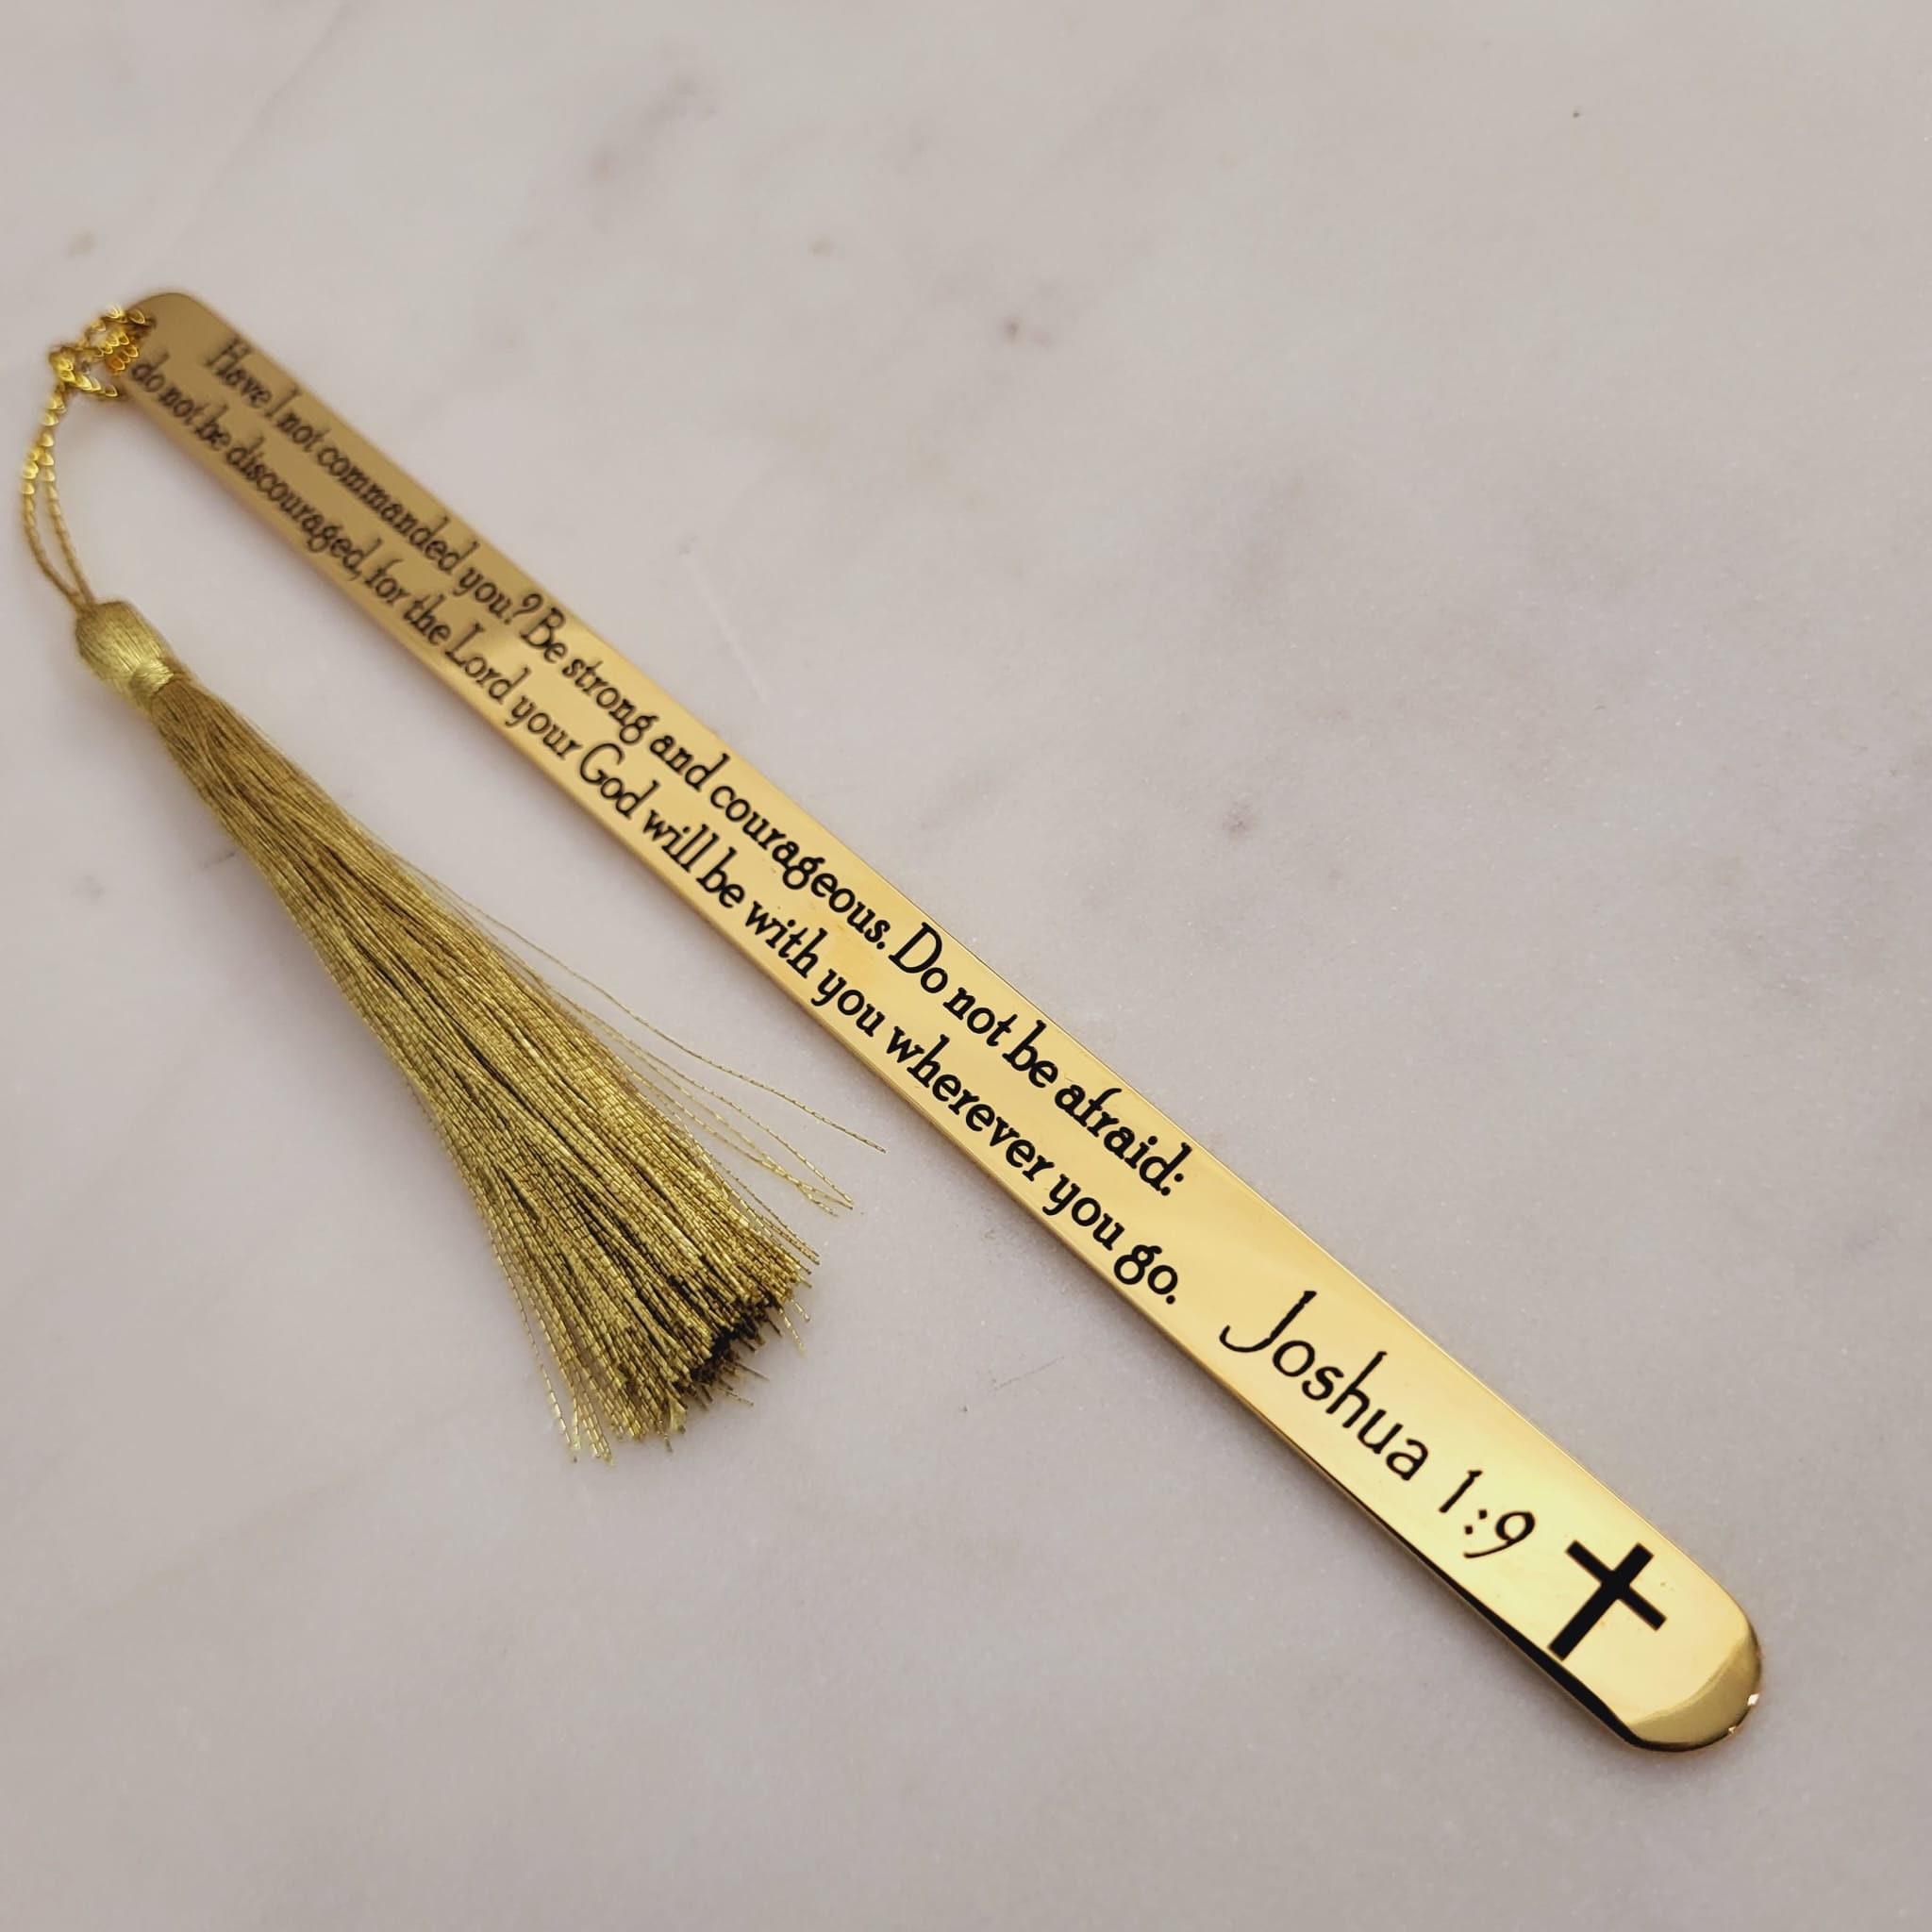 Have I not commanded you? Be strong and courageous. Do not be afraid:
do not be discouraged, for the Lord your God will be with you wherever you go.
Joshua 1:9